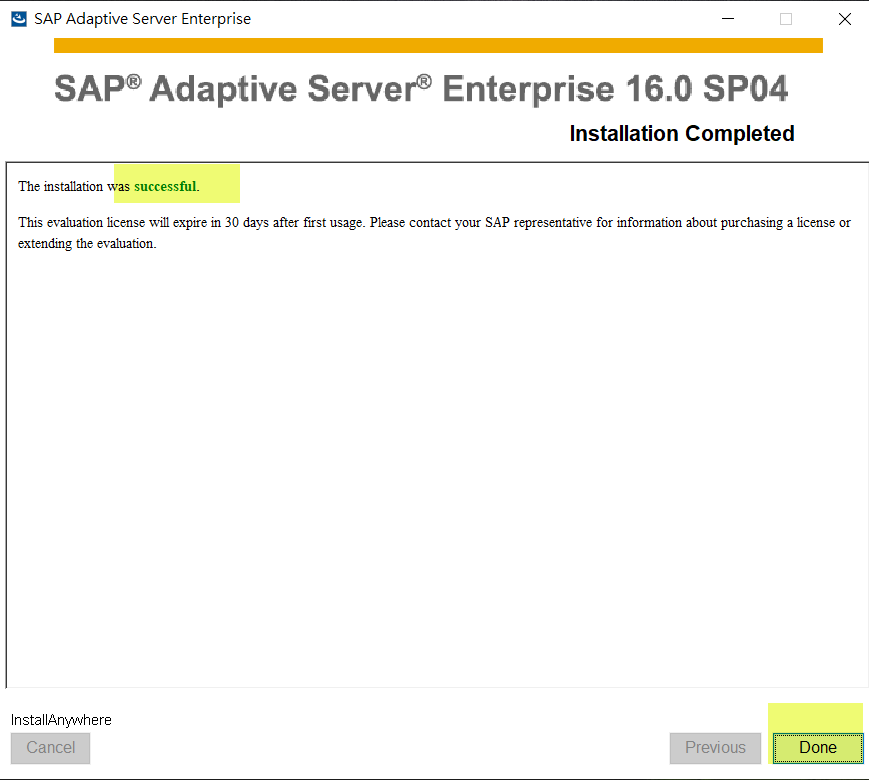 SAP Adaptive Server Enterprise
SAP® Adaptive Server® Enterprise 16.0 SP04
Installation Completed
The installation was successful.
This evaluation license will expire in 30 days after first usage. Please contact your SAP representative for information about purchasing a license or
extending the evaluation.
InstallAnywhere
Cancel
Previous
Done